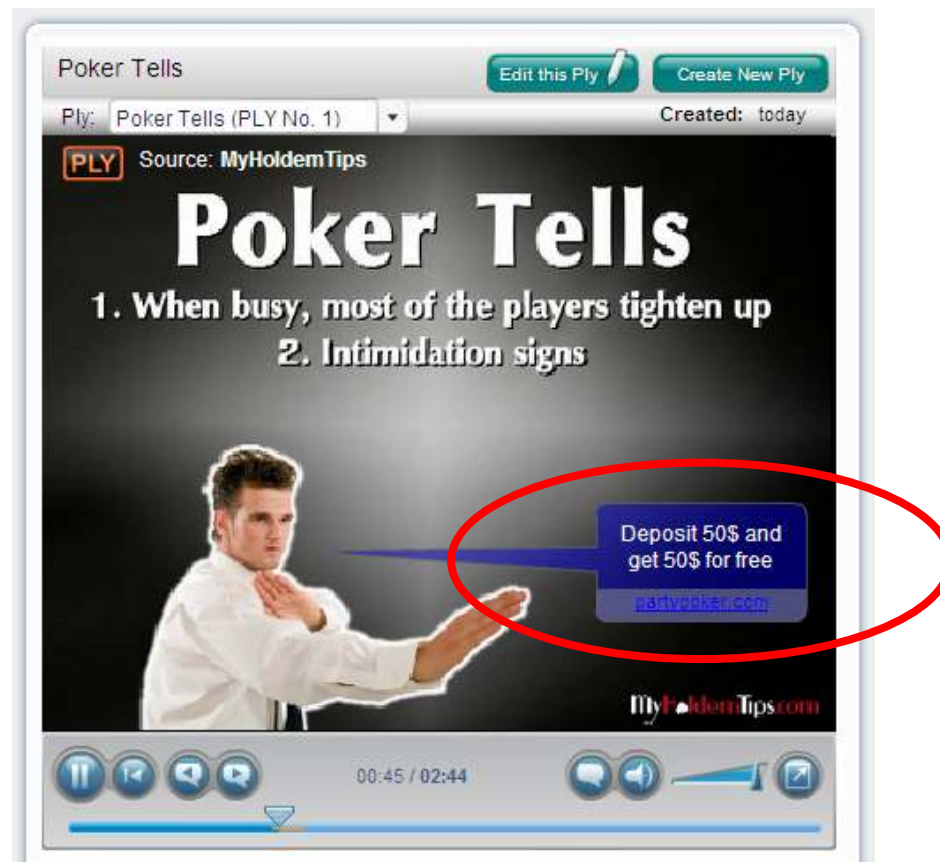 Poker Tells
Edit this Ply
Create New Ply
Ply: Poker Tells (PLY No. 1)
Created: today
PLY Source: MyHoldemTips
Poker Tells
1. When busy, most of the players tighten up
2. Intimidation signs
Deposit 50$ and
get 50$ for free
partypoker.com
MyHoldemTips.com
00:45 / 02:44